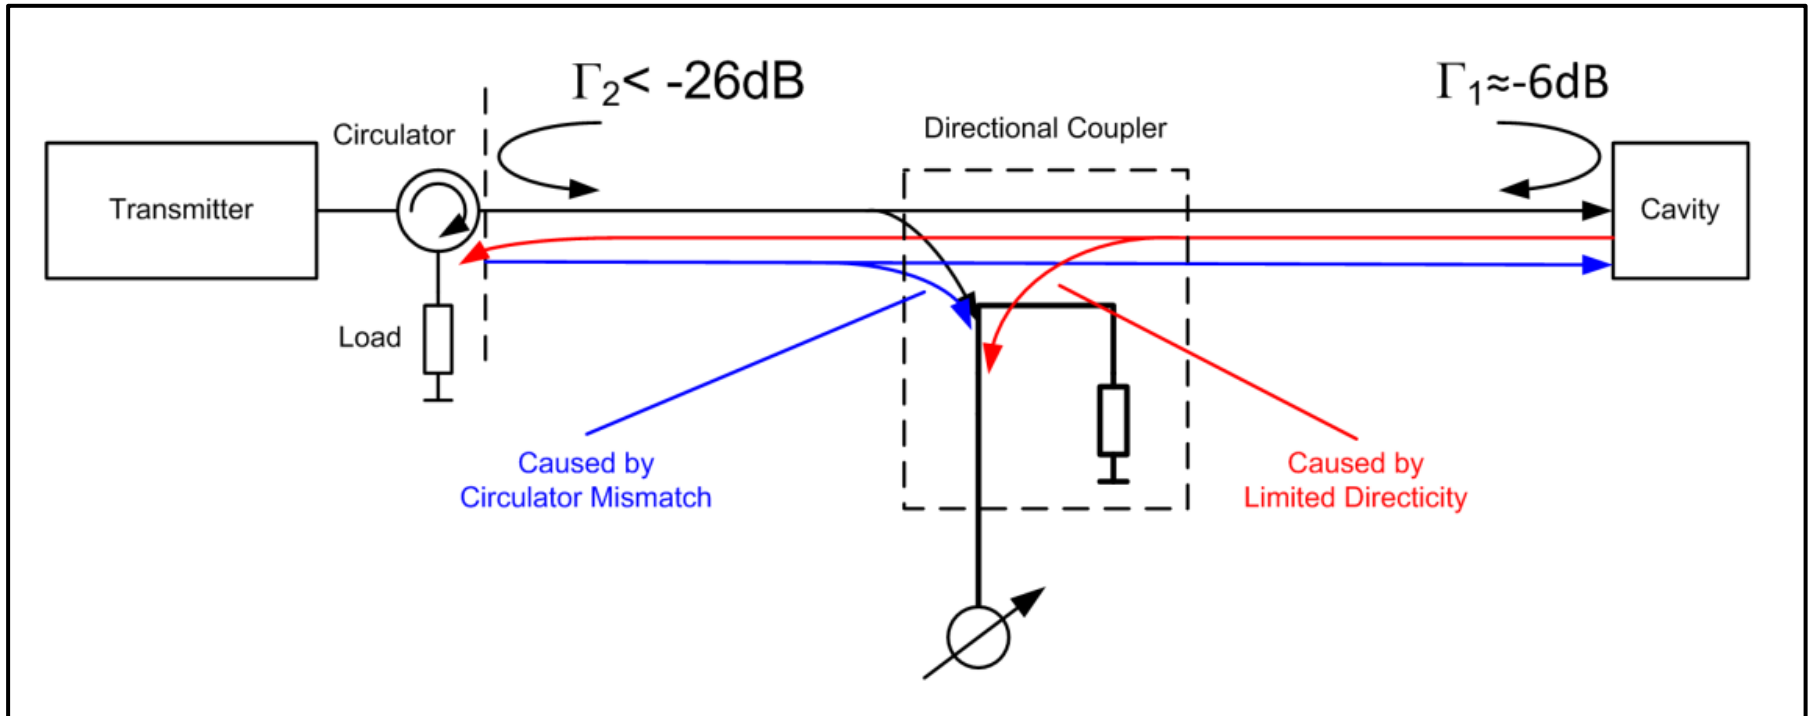 Γ2< -26dB
Γ1≈-6dB
Circulator
Directional Coupler
Transmitter
Cavity
Load
Caused by
Circulator Mismatch
Caused by
Limited Directicity